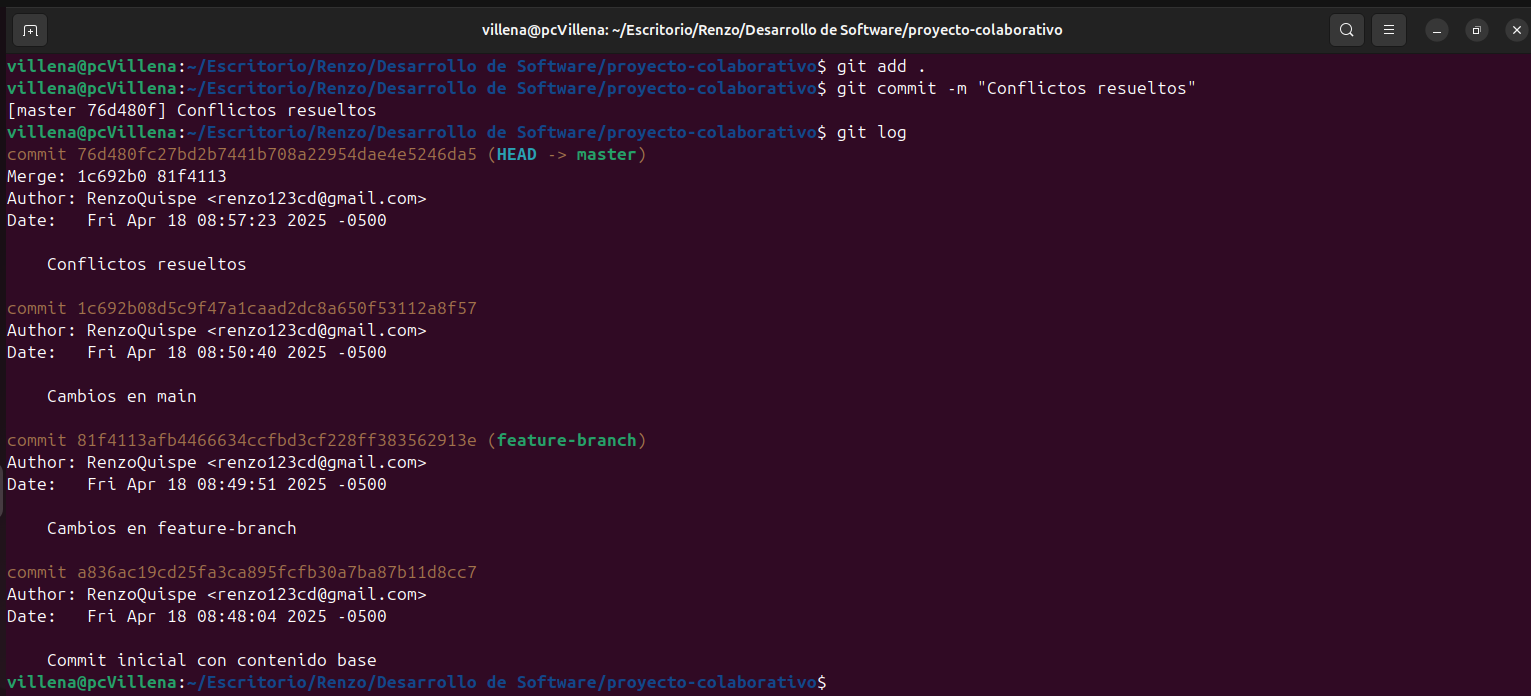 villena@pcVillena: ~/Escritorio/Renzo/Desarrollo de Software/proyecto-colaborativo
villena@pcVillena:~/Escritorio/Renzo/Desarrollo de Software/proyecto-colaborativo$ git add .
villena@pcVillena:~/Escritorio/Renzo/Desarrollo de Software/proyecto-colaborativo$ git commit -m "Conflictos resueltos"
[master 76d480f] Conflictos resueltos
villena@pcVillena:~/Escritorio/Renzo/Desarrollo de Software/proyecto-colaborativo$ git log
commit 76d480fc27bd2b7441b708a22954dae4e5246da5 (HEAD -> master)
Merge: 1c692b0 81f4113
Author: RenzoQuispe <renzo123cd@gmail.com>
Date:   Fri Apr 18 08:57:23 2025 -0500
    Conflictos resueltos
commit 1c692b08d5c9f47a1caad2dc8a650f53112a8f57
Author: RenzoQuispe <renzo123cd@gmail.com>
Date:   Fri Apr 18 08:50:40 2025 -0500
    Cambios en main
commit 81f4113afb4466634ccfbd3cf228ff383562913e (feature-branch)
Author: RenzoQuispe <renzo123cd@gmail.com>
Date:   Fri Apr 18 08:49:51 2025 -0500
    Cambios en feature-branch
commit a836ac19cd25fa3ca895fcfb30a7ba87b11d8cc7
Author: RenzoQuispe <renzo123cd@gmail.com>
Date:   Fri Apr 18 08:48:04 2025 -0500
    Commit inicial con contenido base
villena@pcVillena:~/Escritorio/Renzo/Desarrollo de Software/proyecto-colaborativo$